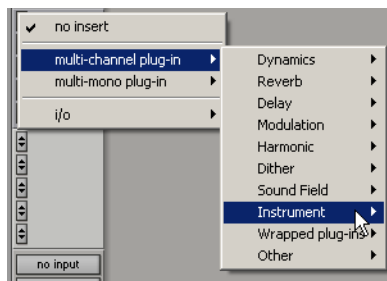 no insert
multi-channel plug-in
multi-mono plug-in
i/o
Dynamics
Reverb
Delay
Modulation
Harmonic
Dither
Sound Field
Instrument
Wrapped plug-ins
Other
no input